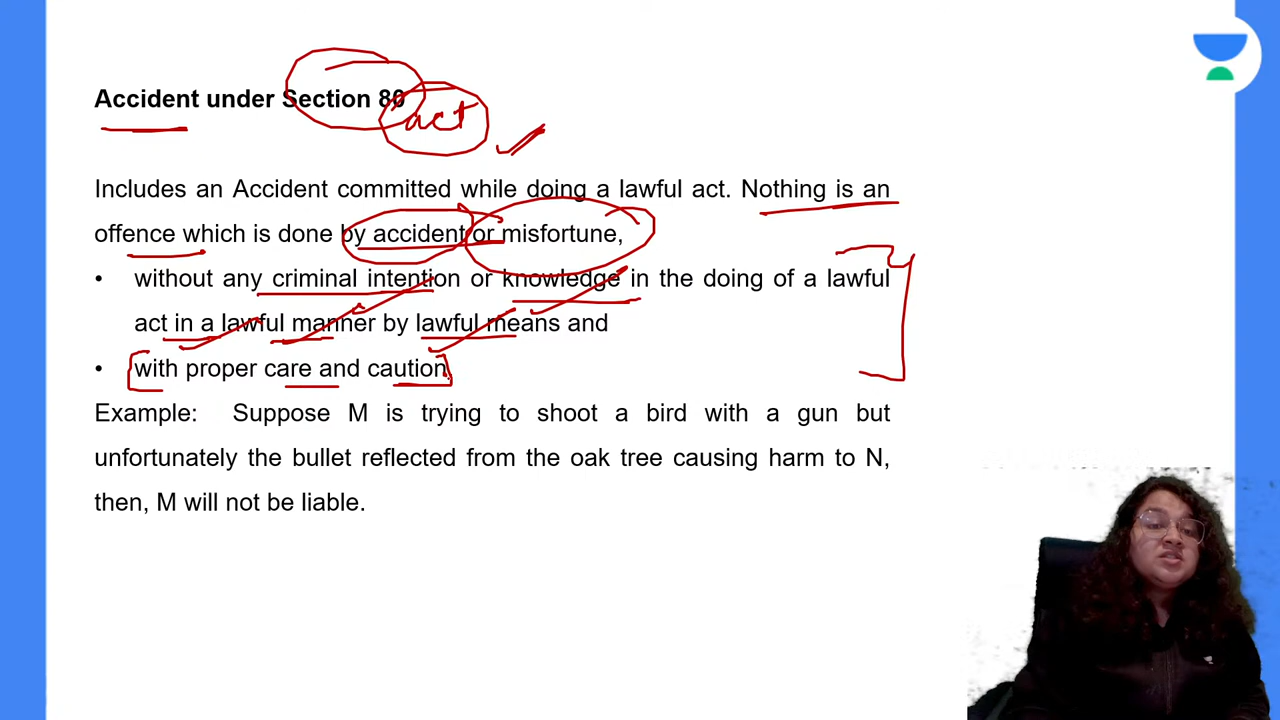 Accident under Section 80
act
Includes an Accident committed while doing a lawful act. Nothing is an
offence which is done by accident or misfortune,
• without any criminal intention or knowledge in the doing of a lawful
act in a lawful manner by lawful means and
• with proper care and caution.
Example: Suppose M is trying to shoot a bird with a gun but
unfortunately the bullet reflected from the oak tree causing harm to N,
then, M will not be liable.